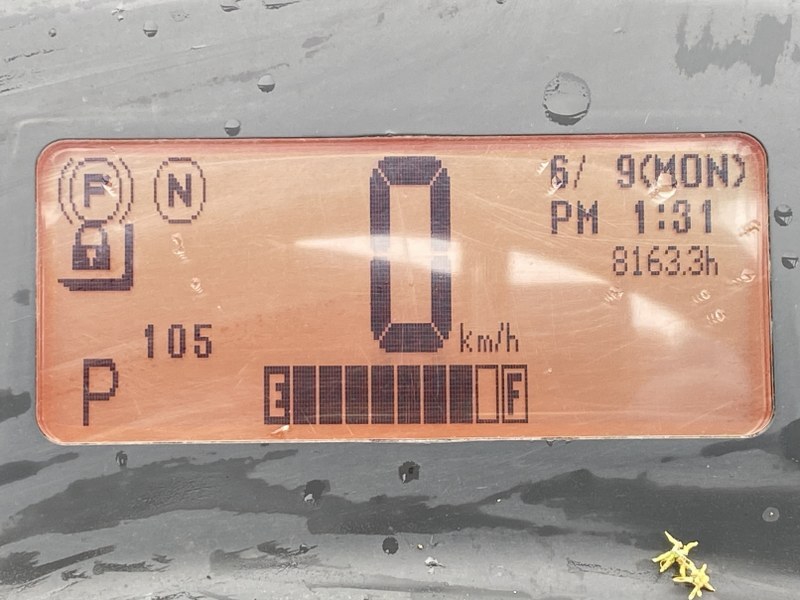 P N
0 km/h
6/ 9(MON)
PM 1:31
8163.3h
105
P
E F